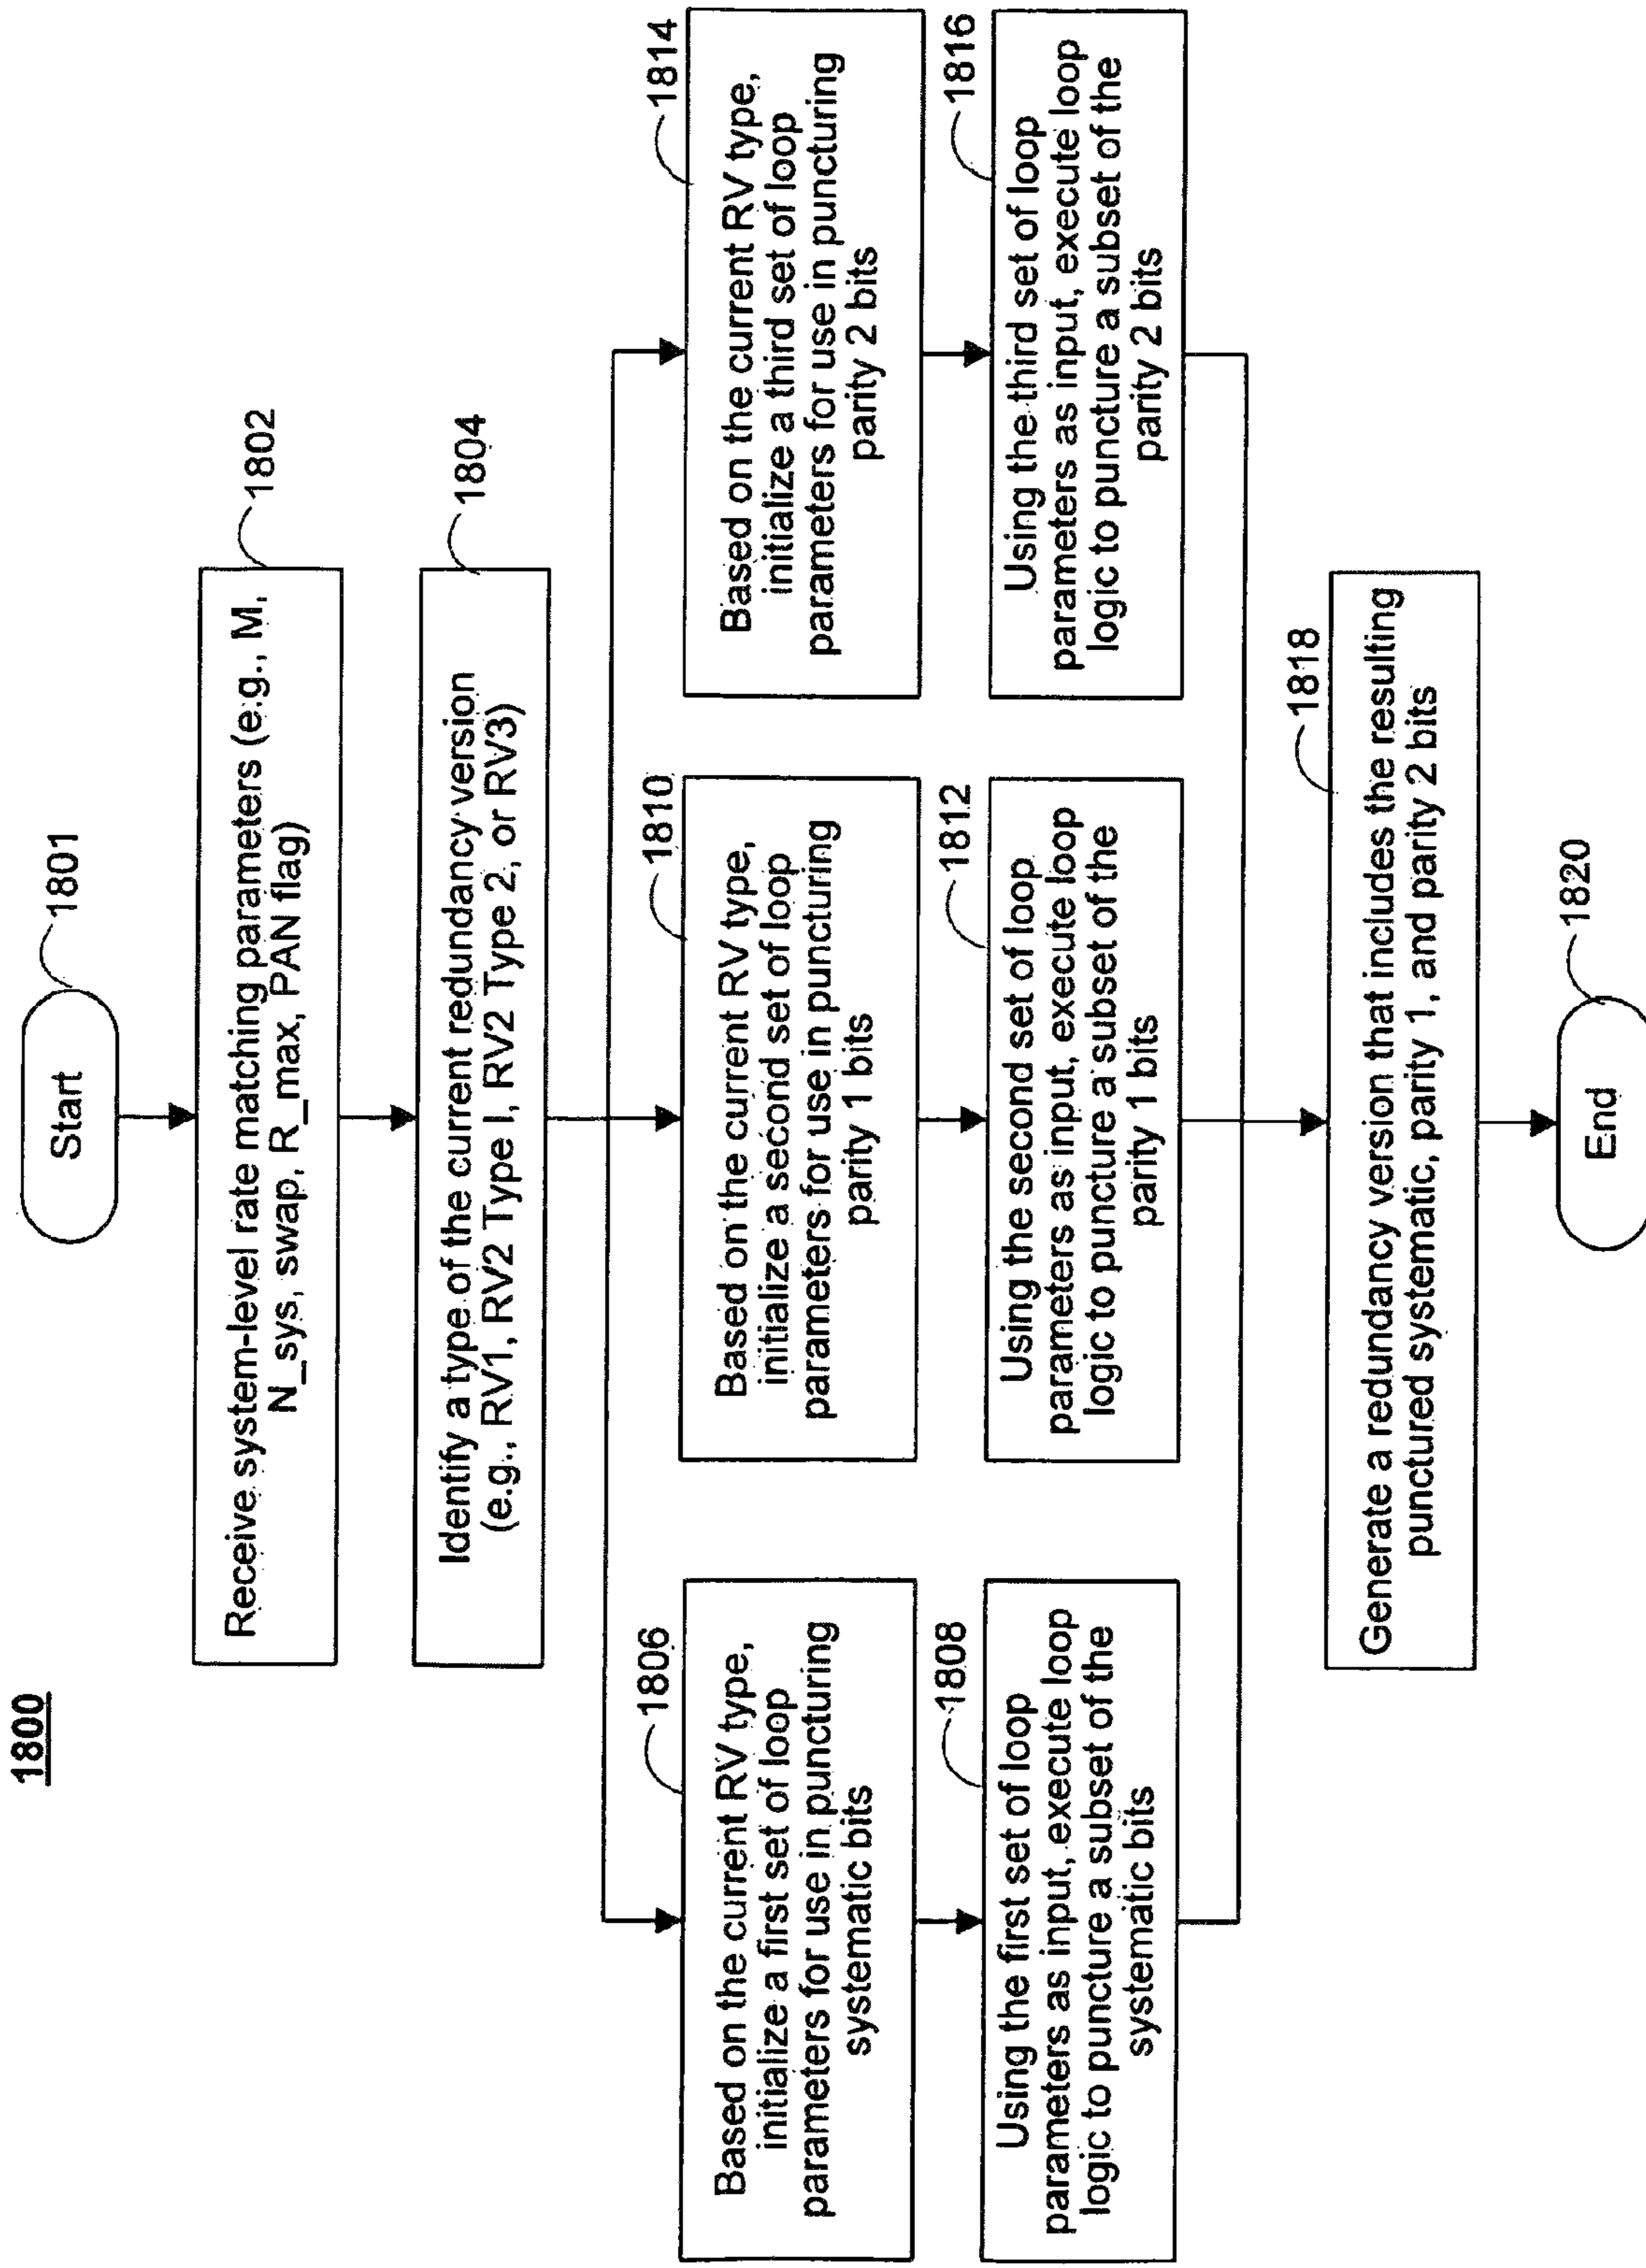 1800
Start
1801
Receive system-level rate matching parameters (e.g., M,
N_sys, swap, R_max, PAN flag)
1802
Identify a type of the current redundancy version
(e.g., RV1, RV2 Type I, RV2 Type 2, or RV3)
1804
Based on the current RV type,
initialize a first set of loop
parameters for use in puncturing
systematic bits
1806
Using the first set of loop
parameters as input, execute loop
logic to puncture a subset of the
systematic bits
1808
Based on the current RV type,
initialize a second set of loop
parameters for use in puncturing
parity 1 bits
1810
Using the second set of loop
parameters as input, execute loop
logic to puncture a subset of the
parity 1 bits
1812
Based on the current RV type,
initialize a third set of loop
parameters for use in puncturing
parity 2 bits
1814
Using the third set of loop
parameters as input, execute loop
logic to puncture a subset of the
parity 2 bits
1816
Generate a redundancy version that includes the resulting
punctured systematic, parity 1, and parity 2 bits
1818
End
1820